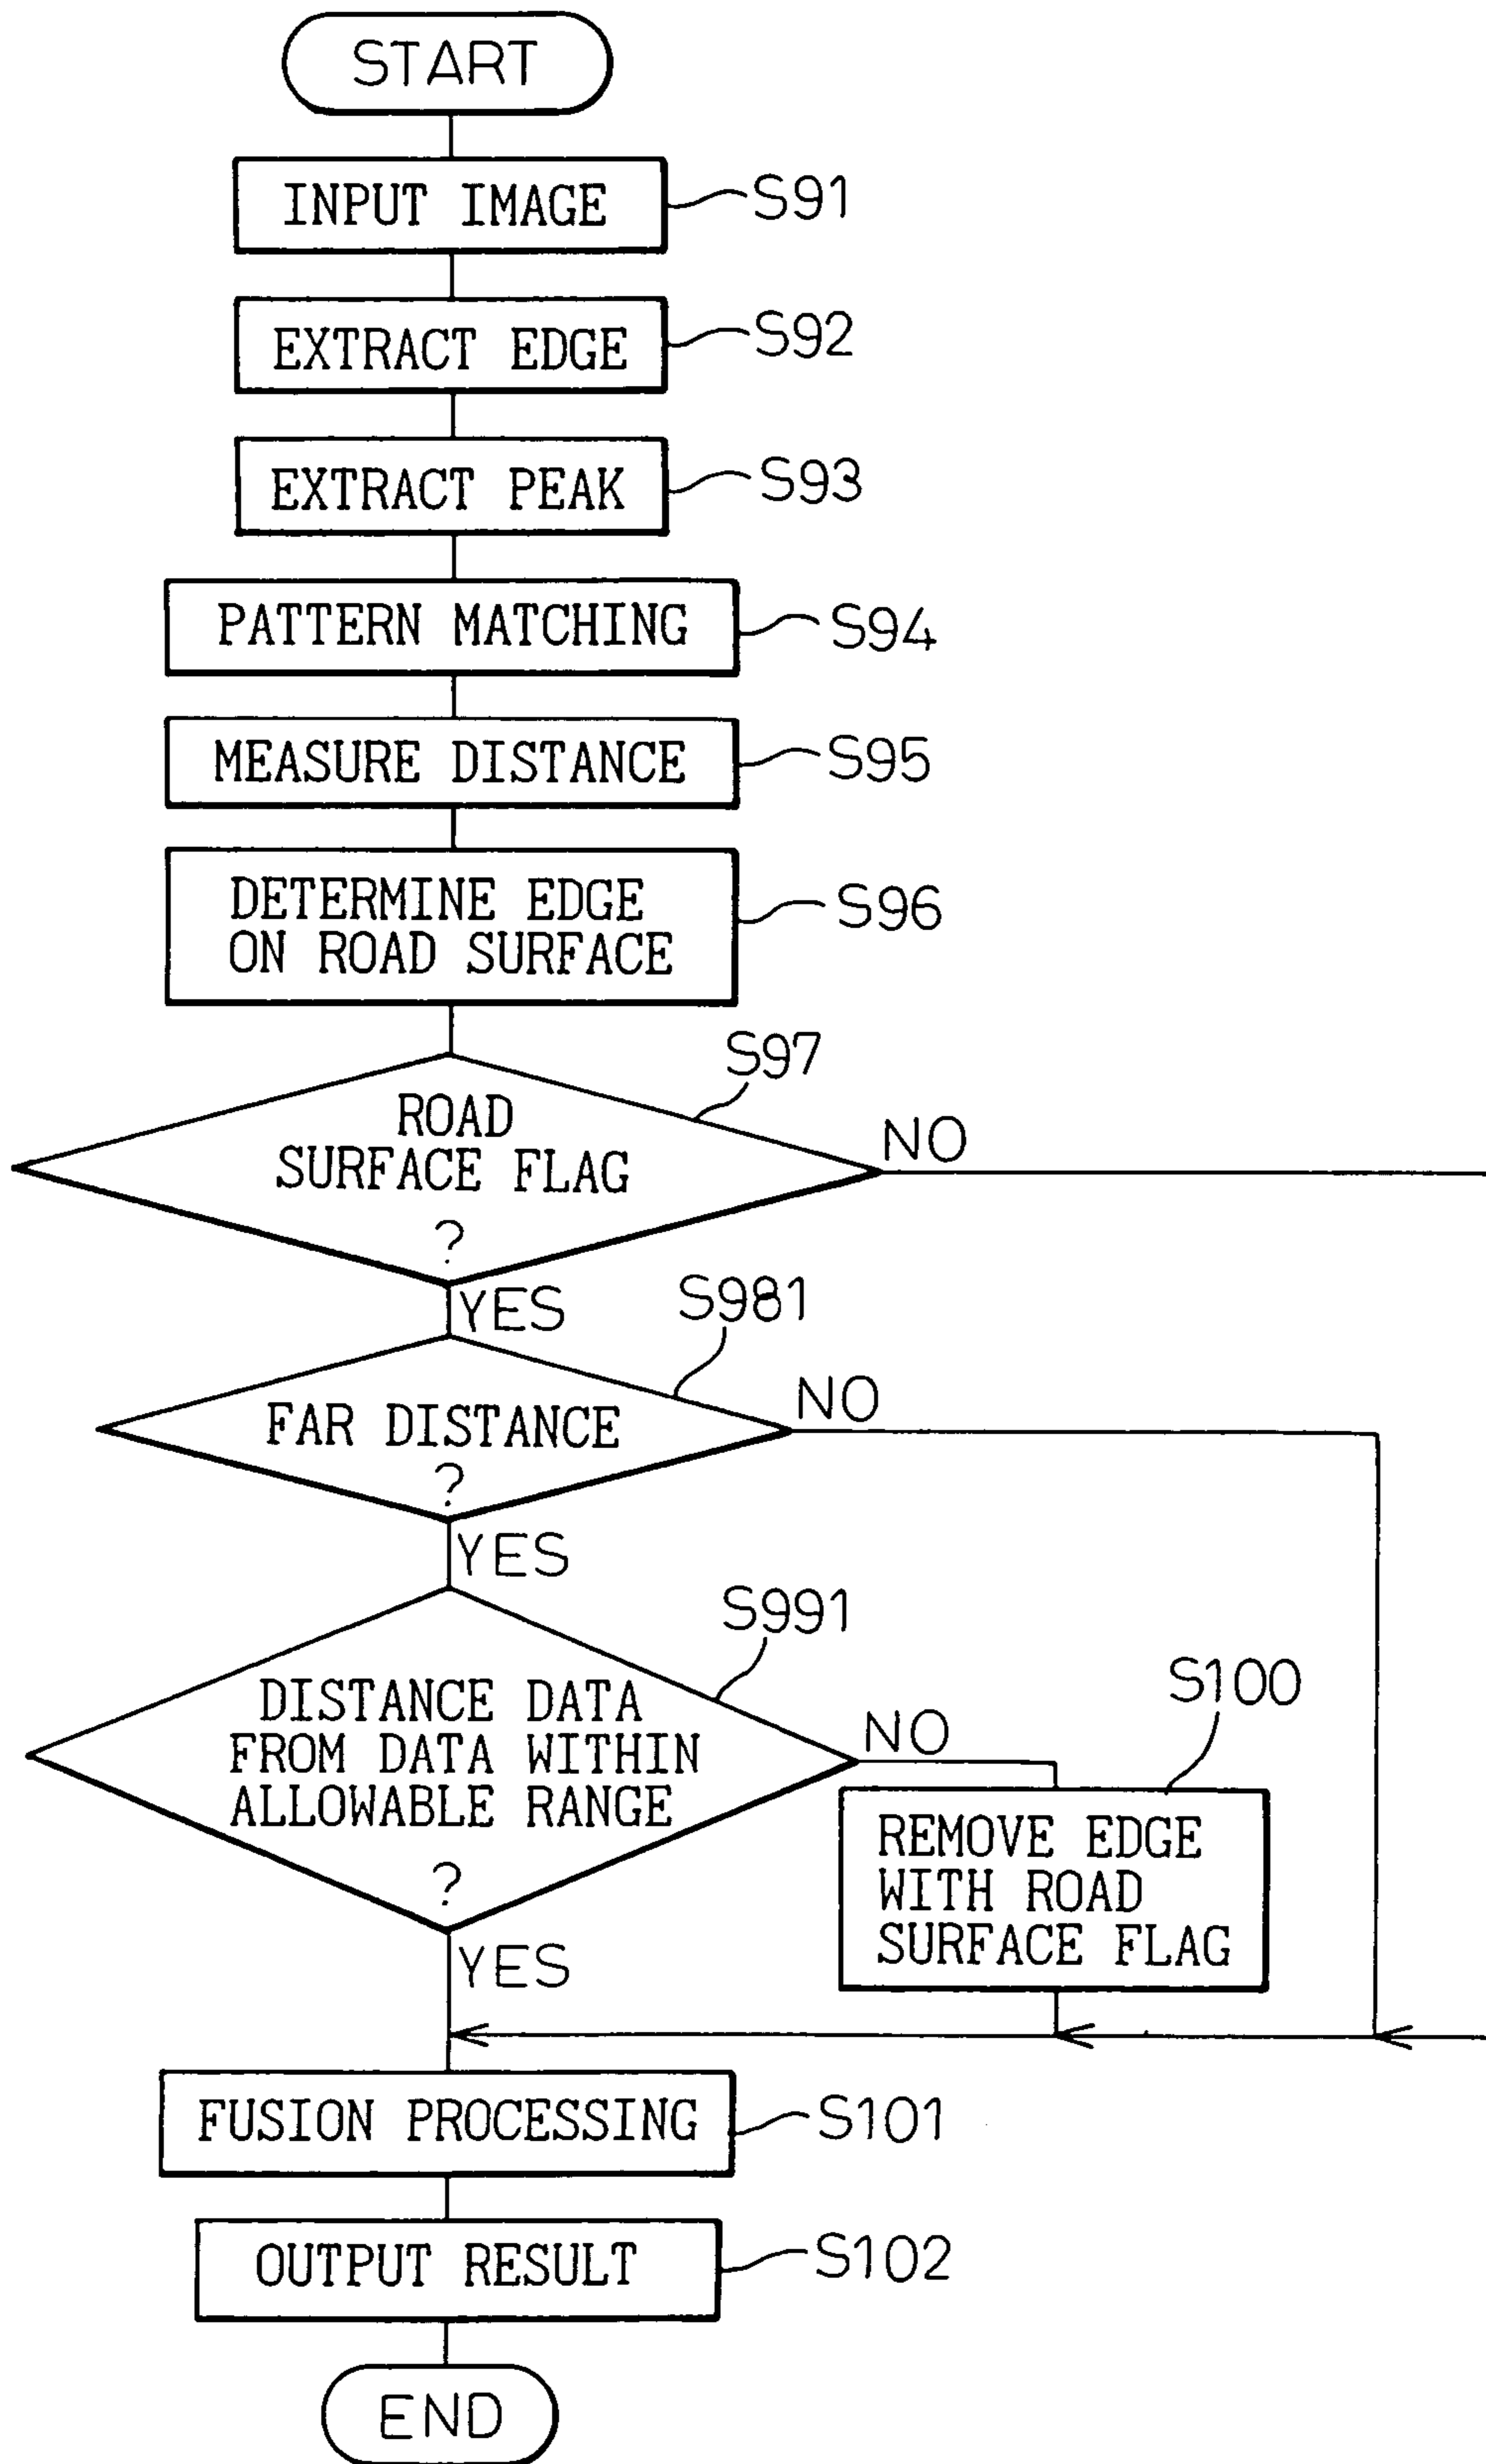 START
INPUT IMAGE
S91
EXTRACT EDGE
S92
EXTRACT PEAK
S93
PATTERN MATCHING
S94
MEASURE DISTANCE
S95
DETERMINE EDGE
ON ROAD SURFACE
S96
S97
ROAD
SURFACE FLAG
?
NO
YES
S981
FAR DISTANCE
?
NO
YES
S991
DISTANCE DATA
FROM DATA WITHIN
ALLOWABLE RANGE
?
NO
S100
REMOVE EDGE
WITH ROAD
SURFACE FLAG
YES
FUSION PROCESSING
S101
OUTPUT RESULT
S102
END